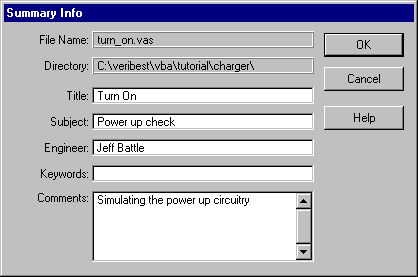 Summary Info
File Name: turn_on.vas
OK
Directory: C:\veribest\vba\tutorial\charger\
Cancel
Title: Turn On
Subject: Power up check
Help
Engineer: Jeff Battle
Keywords:
Comments: Simulating the power up circuitry